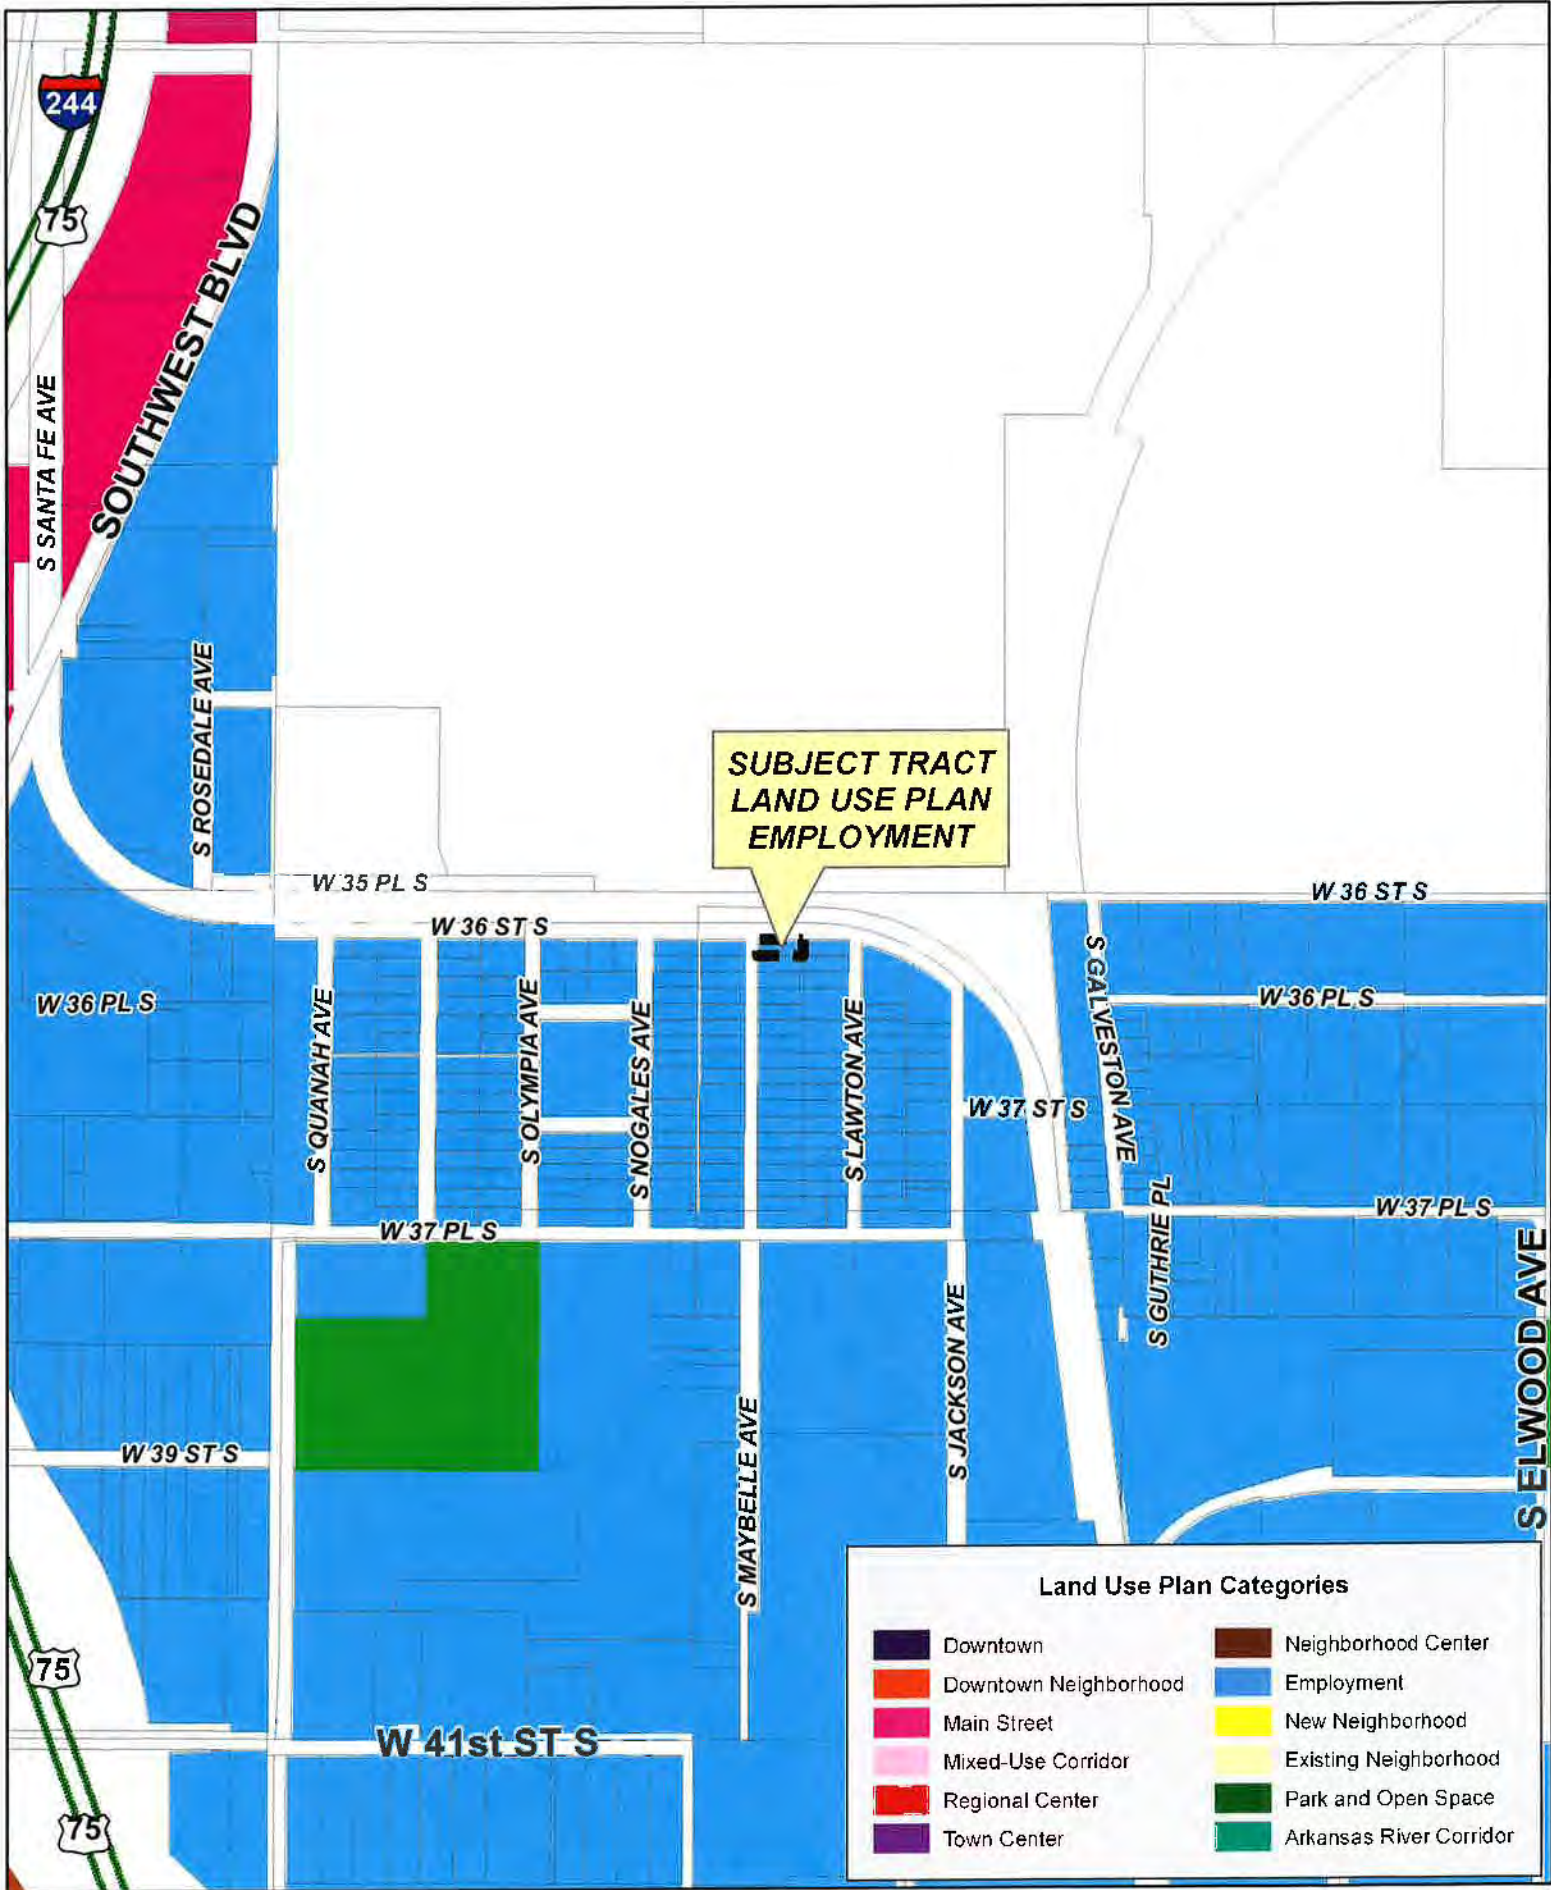 244
75
SOUTHWEST BLVD
S SANTA FE AVE
S ROSEDALE AVE
SUBJECT TRACT
LAND USE PLAN
EMPLOYMENT
W 35 PL S
W 36 ST S
W 36 ST S
W 36 PL S
W 36 PL S
S QUANAH AVE
S OLYMPIA AVE
S NOGALES AVE
S LAWTON AVE
S GALVESTON AVE
W 37 ST S
W 37 PL S
W 37 PL S
S GUTHRIE PL
S ELWOOD AVE
S JACKSON AVE
S MAYBELLE AVE
W 39 ST S
75
W 41st ST S
75
Land Use Plan Categories
Downtown
Downtown Neighborhood
Main Street
Mixed-Use Corridor
Regional Center
Town Center
Neighborhood Center
Employment
New Neighborhood
Existing Neighborhood
Park and Open Space
Arkansas River Corridor